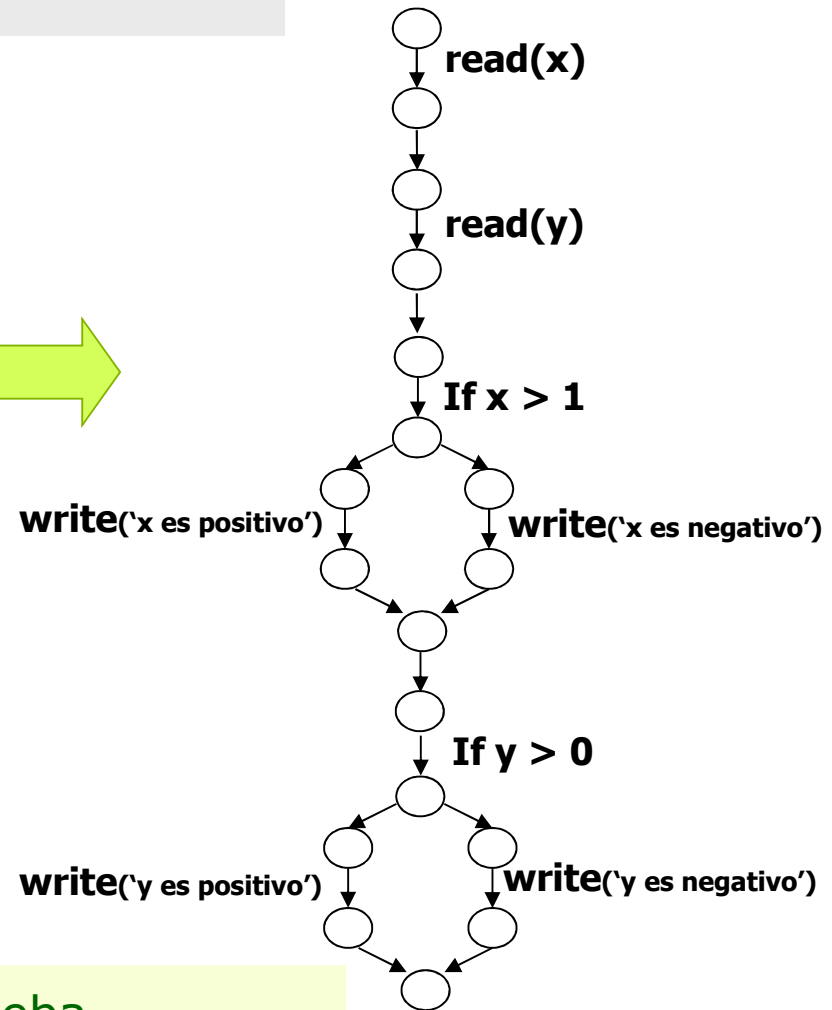 read(x)
read(y)
If x > 1
write(‘x es positivo’)
write(‘x es negativo’)
If y > 0
write(‘y es positivo’)
write(‘y es negativo’)